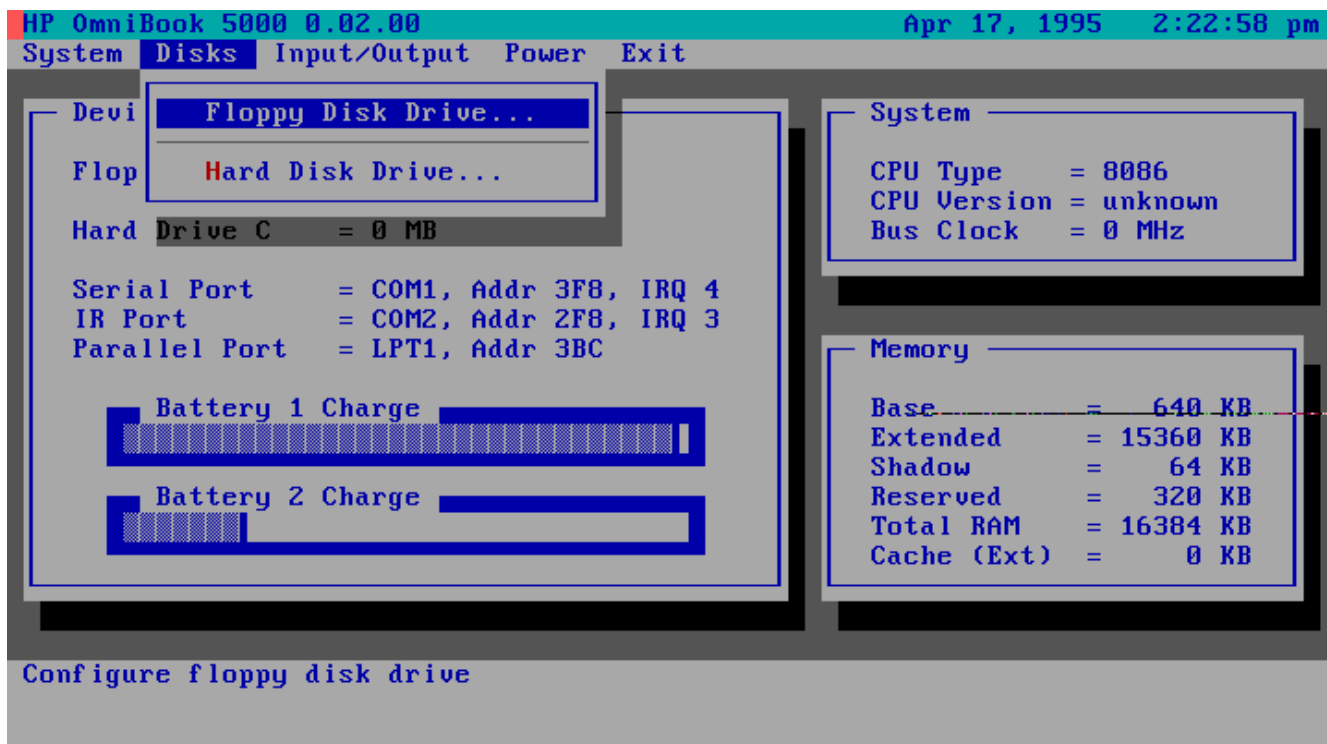 HP OmniBook 5000 0.02.00 Apr 17, 1995 2:22:58 pm
System Disks Input/Output Power Exit
Devi
Floppy Disk Drive...
Flop
Hard Disk Drive...
Hard Drive C = 0 MB
Serial Port = COM1, Addr 3F8, IRQ 4
IR Port = COM2, Addr 2F8, IRQ 3
Parallel Port = LPT1, Addr 3BC
Battery 1 Charge
Battery 2 Charge
System
CPU Type = 8086
CPU Version = unknown
Bus Clock = 0 MHz
Memory
Base = 640 KB
Extended = 15360 KB
Shadow = 64 KB
Reserved = 320 KB
Total RAM = 16384 KB
Cache (Ext) = 0 KB
Configure floppy disk drive